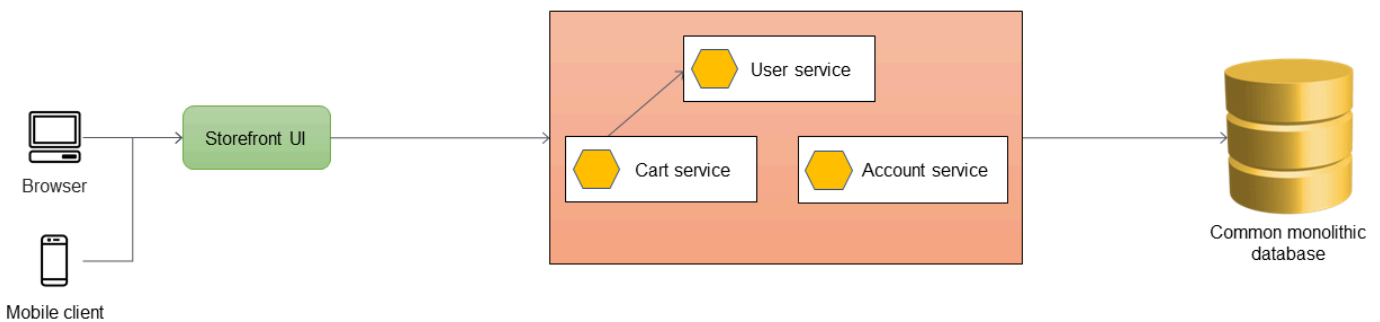 Browser
Mobile client
Storefront UI
User service
Cart service
Account service
Common monolithic
database